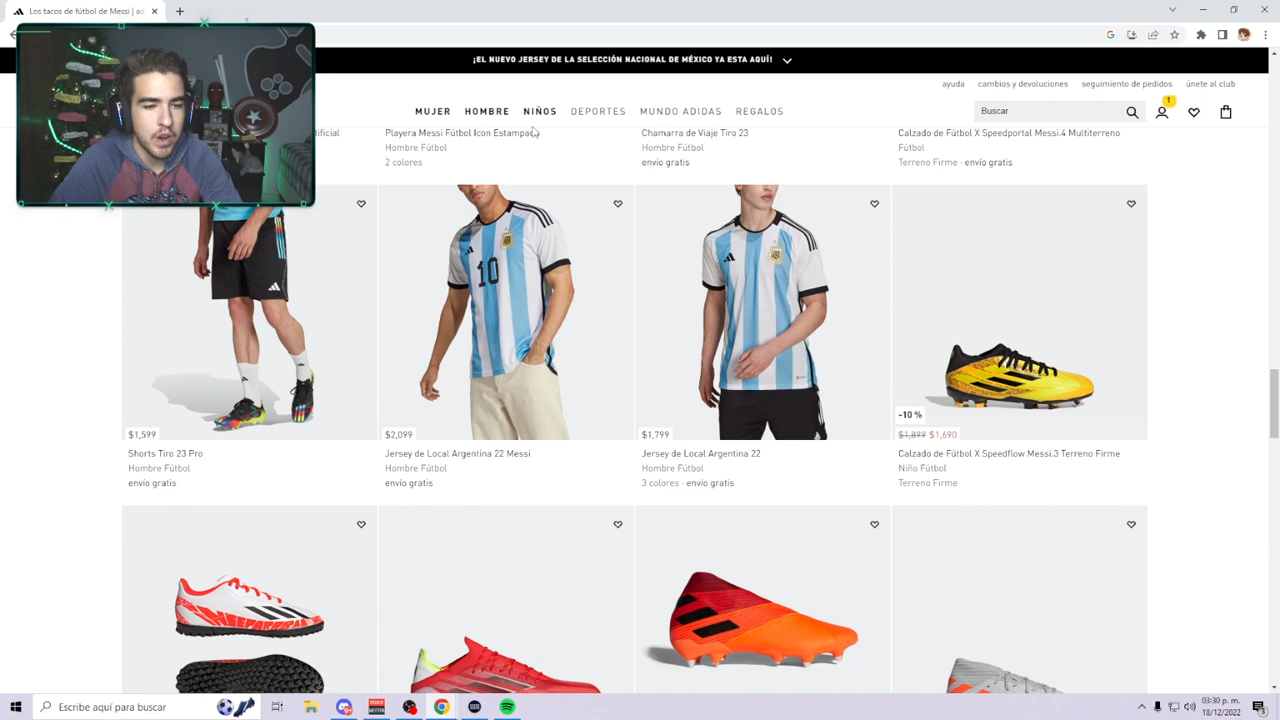 Los tacos de fútbol de Messi | ad
¡EL NUEVO JERSEY DE LA SELECCIÓN NACIONAL DE MÉXICO YA ESTA AQUÍ!
ayuda cambios y devoluciones seguimiento de pedidos únete al club
MUJER HOMBRE NIÑOS DEPORTES MUNDO ADIDAS REGALOS
Buscar
1
Playera Messi Fútbol Icon Estampada
Hombre Fútbol
2 colores
Chamarra de Viaje Tiro 23
Hombre Fútbol
envío gratis
Calzado de Fútbol X Speedportal Messi.4 Multiterreno
Fútbol
Terreno Firme · envío gratis
10
$1,599
Shorts Tiro 23 Pro
Hombre Fútbol
envío gratis
$2,099
Jersey de Local Argentina 22 Messi
Hombre Fútbol
envío gratis
$1,799
Jersey de Local Argentina 22
Hombre Fútbol
3 colores · envío gratis
-10 %
$1,899 $1,690
Calzado de Fútbol X Speedflow Messi.3 Terreno Firme
Niño Fútbol
Terreno Firme
Escribe aquí para buscar
03:30 p. m.
18/12/2022